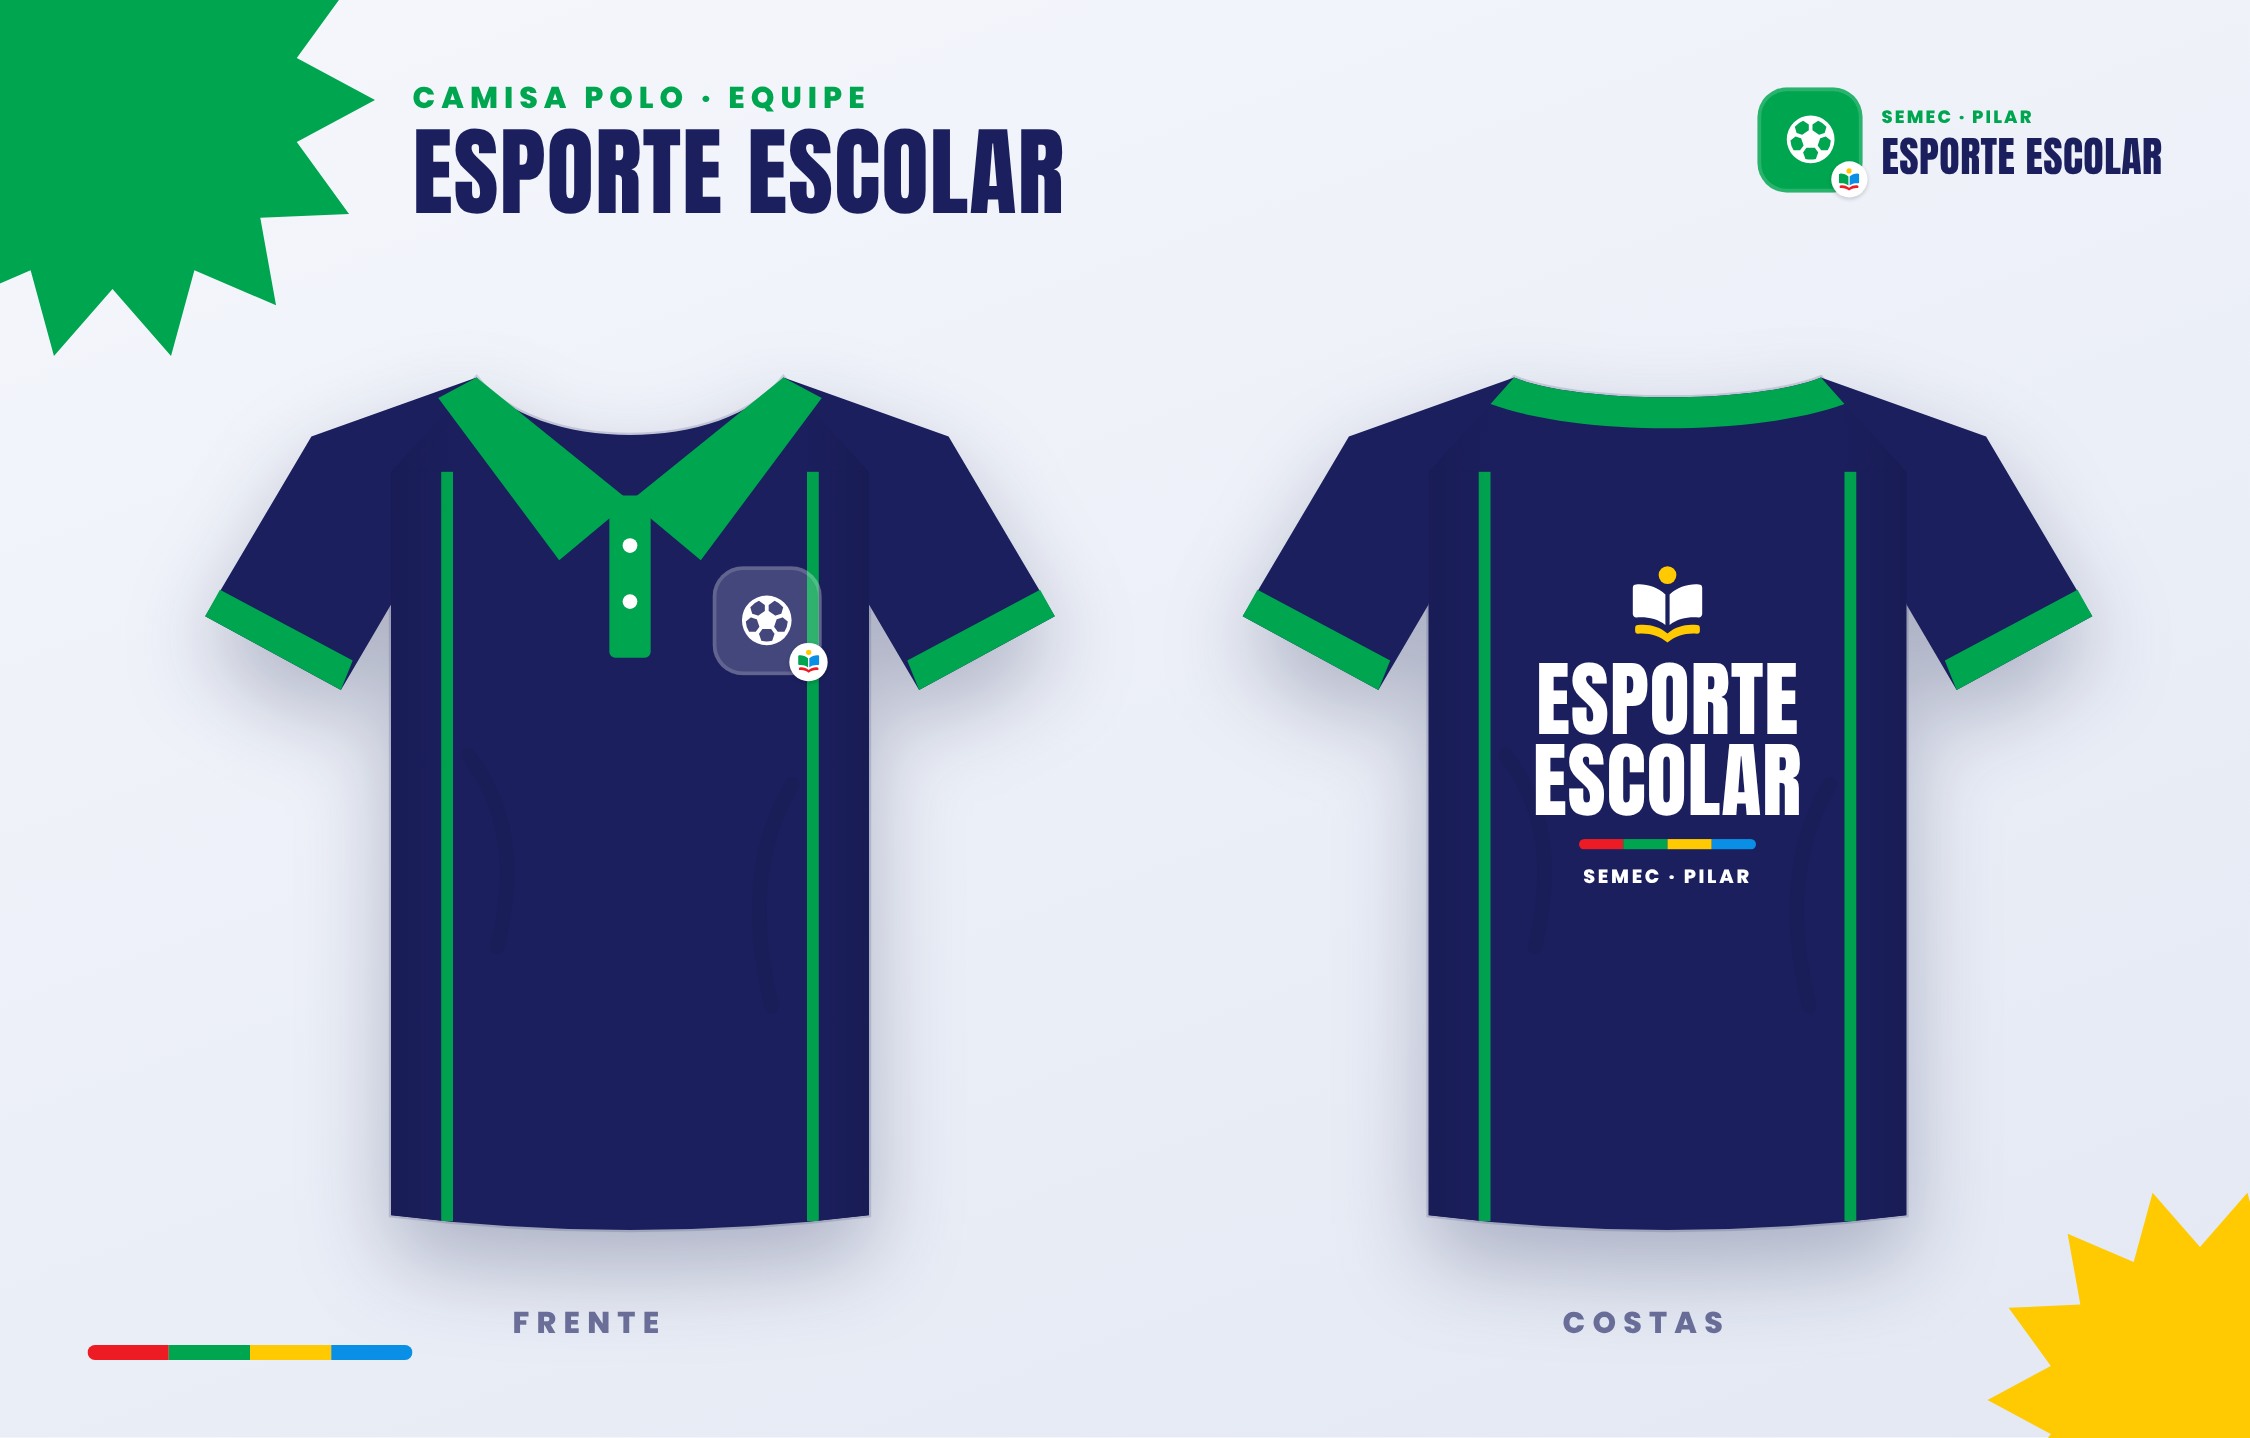 CAMISA POLO · EQUIPE
ESPORTE ESCOLAR
SEMEC · PILAR
ESPORTE ESCOLAR
ESPORTE
ESCOLAR
SEMEC · PILAR
FRENTE
COSTAS